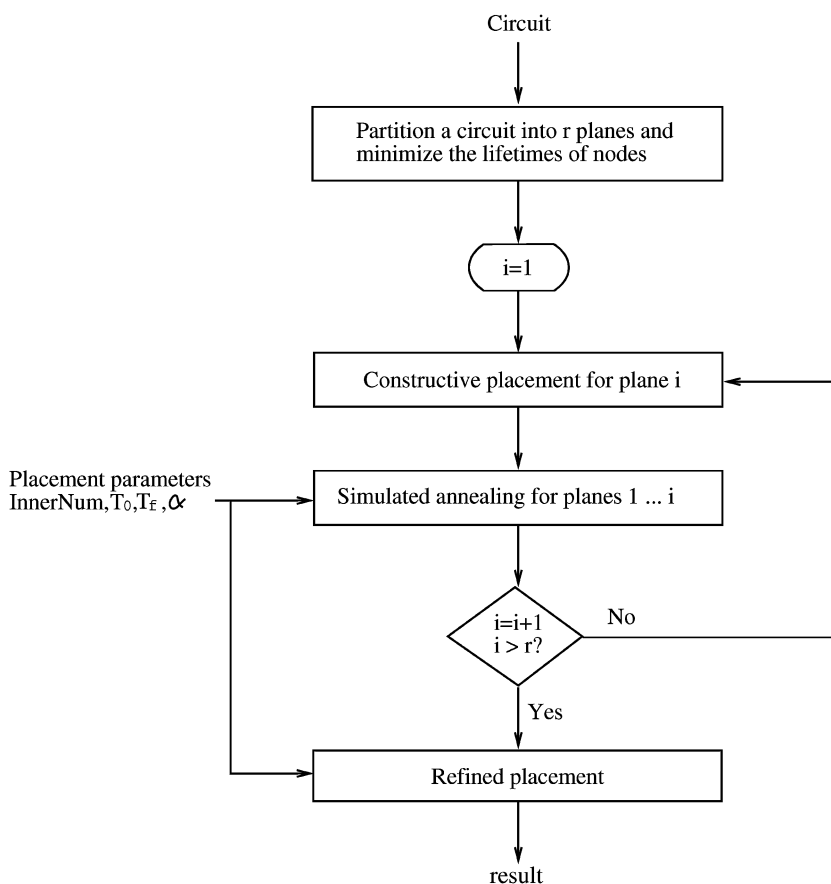 Circuit
Partition a circuit into r planes and
minimize the lifetimes of nodes
i=1
Constructive placement for plane i
Placement parameters
InnerNum,T₀,T_f,α
Simulated annealing for planes 1 ... i
i=i+1
i > r?
No
Yes
Refined placement
result